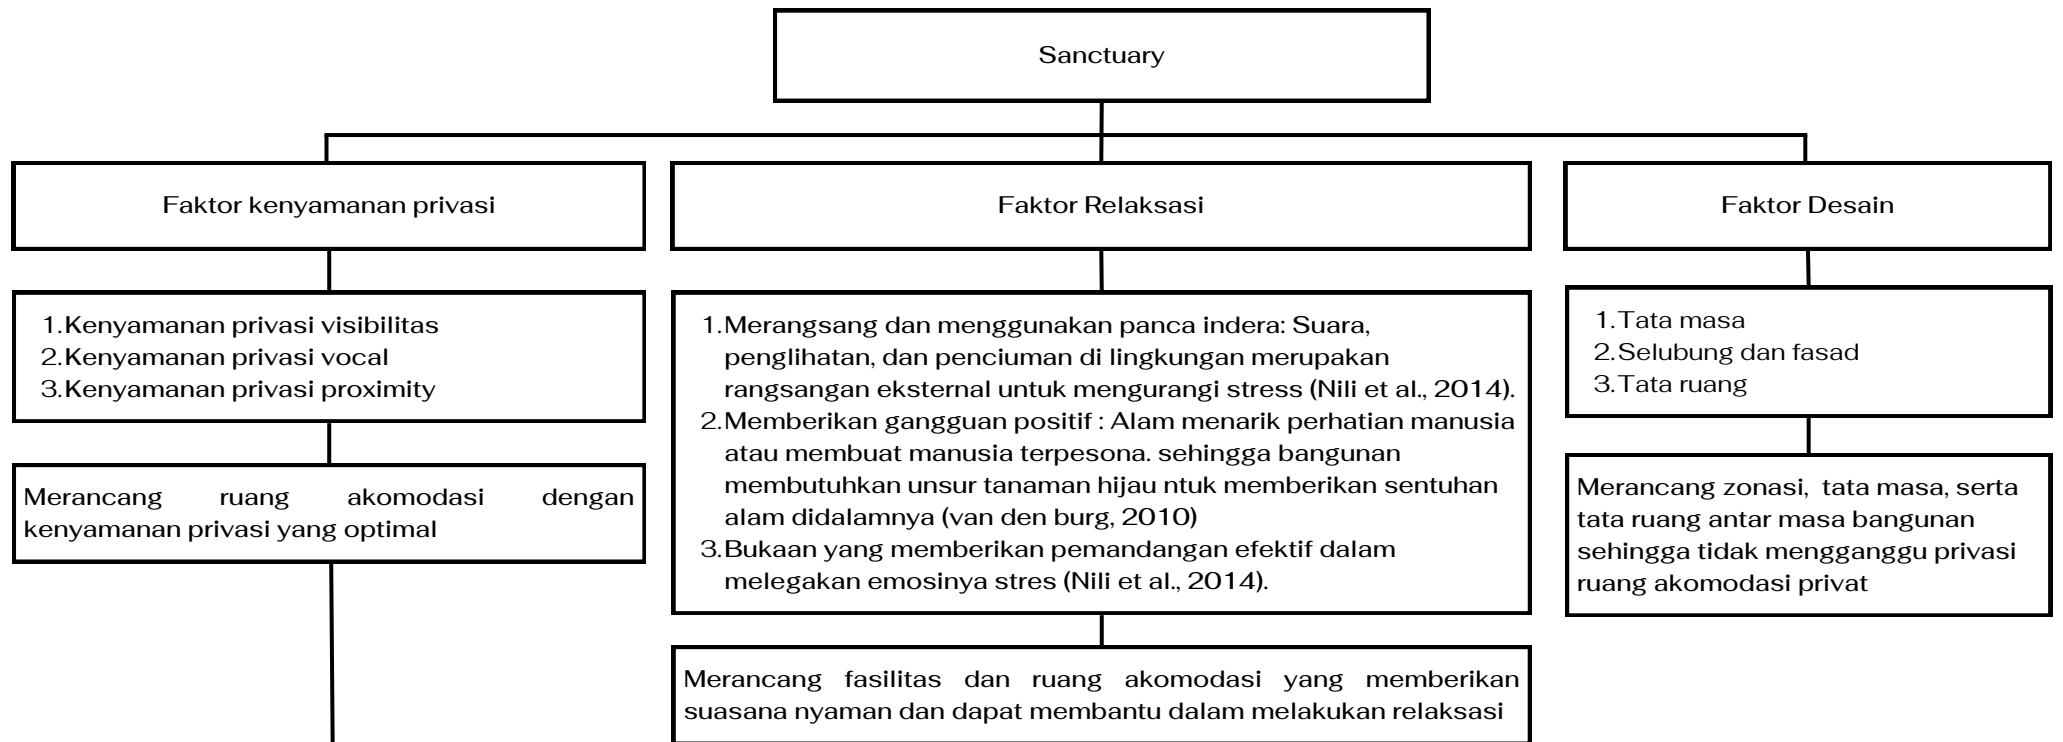 Sanctuary
Faktor kenyamanan privasi
Faktor Relaksasi
Faktor Desain
1.Kenyamanan privasi visibilitas
2.Kenyamanan privasi vocal
3.Kenyamanan privasi proximity
Merancang ruang akomodasi dengan
kenyamanan privasi yang optimal
1.Merangsang dan menggunakan panca indera: Suara,
penglihatan, dan penciuman di lingkungan merupakan
rangsangan eksternal untuk mengurangi stress (Nili et al., 2014).
2.Memberikan gangguan positif : Alam menarik perhatian manusia
atau membuat manusia terpesona. sehingga bangunan
membutuhkan unsur tanaman hijau ntuk memberikan sentuhan
alam didalamnya (van den burg, 2010)
3.Bukaan yang memberikan pemandangan efektif dalam
melegakan emosinya stres (Nili et al., 2014).
Merancang fasilitas dan ruang akomodasi yang memberikan
suasana nyaman dan dapat membantu dalam melakukan relaksasi
1.Tata masa
2.Selubung dan fasad
3.Tata ruang
Merancang zonasi, tata masa, serta
tata ruang antar masa bangunan
sehingga tidak mengganggu privasi
ruang akomodasi privat